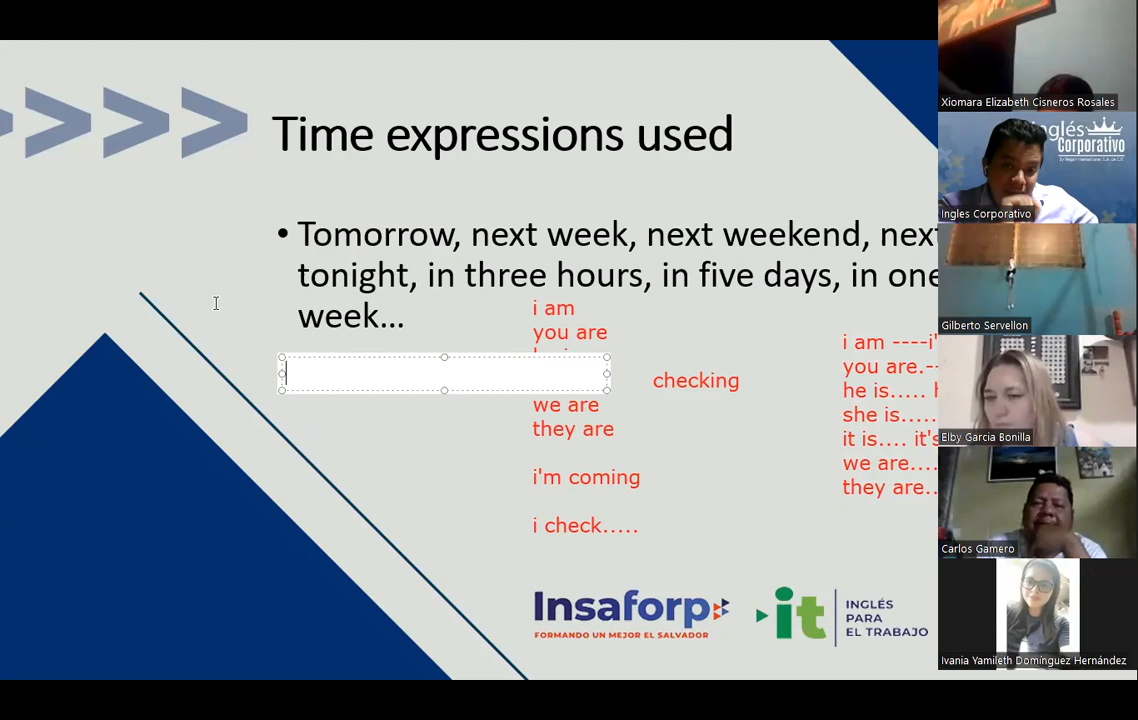 Time expressions used
• Tomorrow, next week, next weekend, next
tonight, in three hours, in five days, in one
week...
i am
you are
we are
they are
i'm coming
i check.....
checking
i am ----i'
you are.--
he is.....
she is.....
it is.... it's
we are....
they are..
Insaforp
FORMANDO UN MEJOR EL SALVADOR
it
INGLÉS
PARA
EL TRABAJO
Xiomara Elizabeth Cisneros Rosales
Inglés
Corporativo
Ingles Corporativo
Gilberto Servellon
Elby Garcia Bonilla
Carlos Gamero
Ivania Yamileth Domínguez Hernández